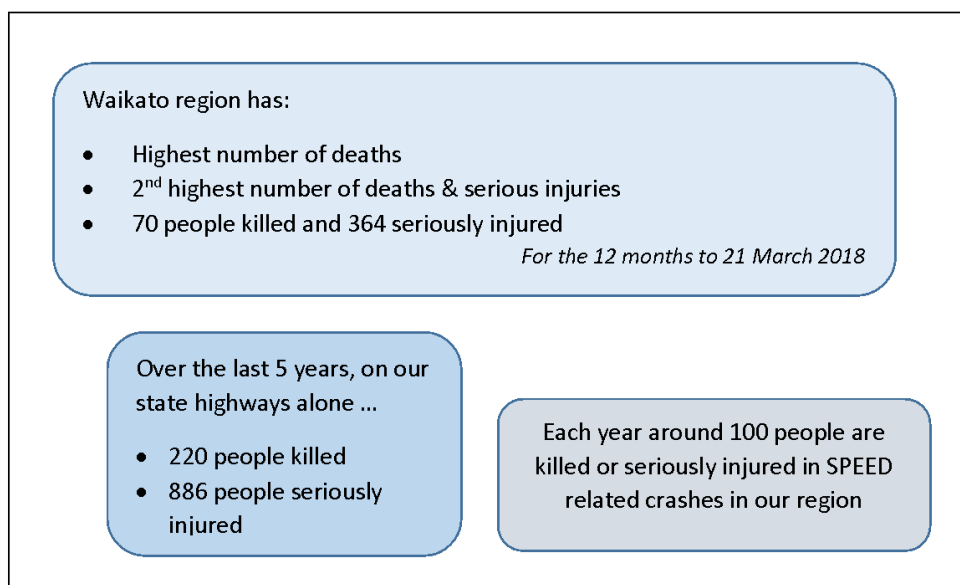 Waikato region has:
• Highest number of deaths
• 2nd highest number of deaths & serious injuries
• 70 people killed and 364 seriously injured
For the 12 months to 21 March 2018
Over the last 5 years, on our
state highways alone ...
• 220 people killed
• 886 people seriously
injured
Each year around 100 people are
killed or seriously injured in SPEED
related crashes in our region